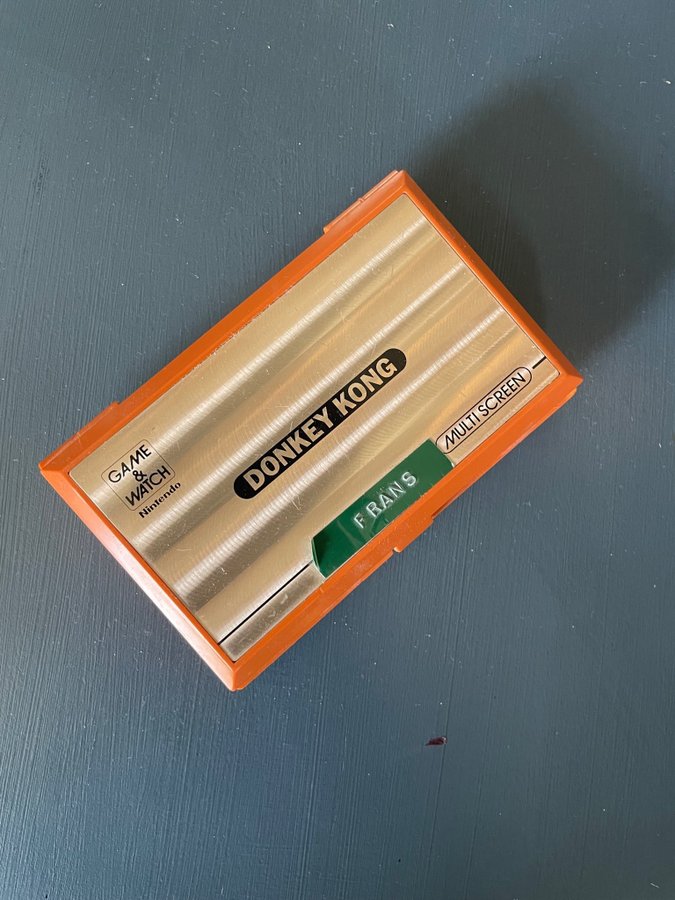 GAME
&
WATCH
Nintendo
DONKEY KONG
MULTI SCREEN
FRANS